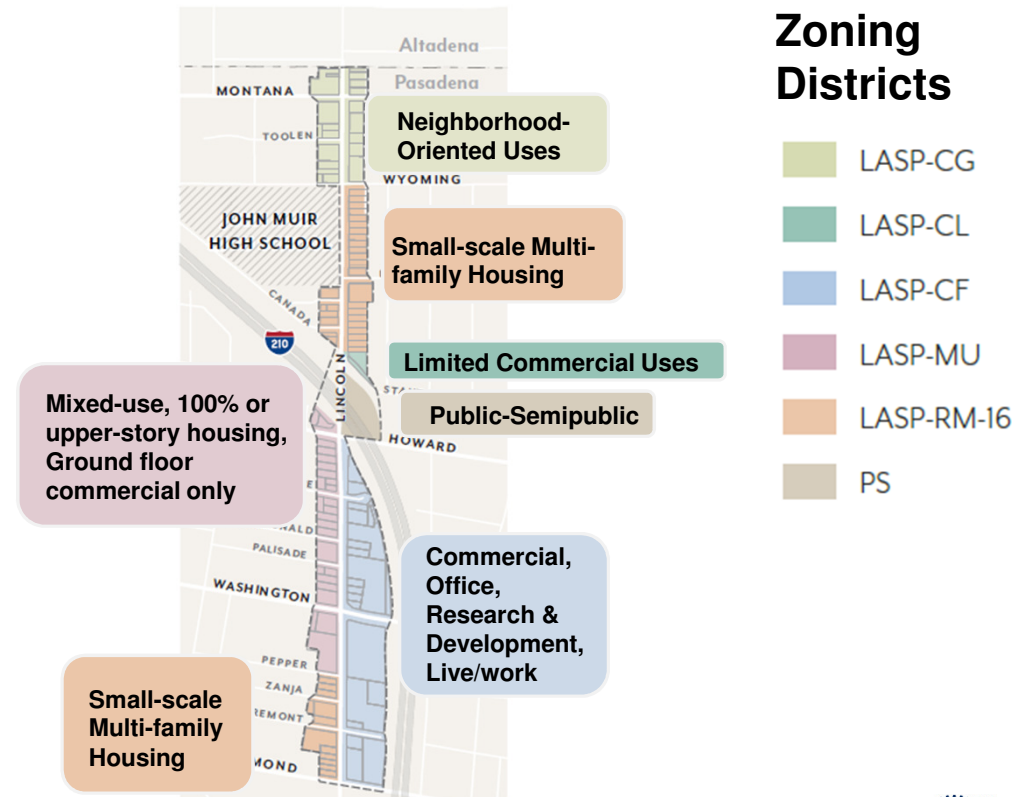 Zoning
Districts
Altadena
Pasadena
MONTANA
TOOLEN
Neighborhood-
Oriented Uses
WYOMING
JOHN MUIR
HIGH SCHOOL
Small-scale Multi-
family Housing
CANADA
210
LINCOLN
Limited Commercial Uses
Public-Semipublic
HOWARD
Mixed-use, 100% or
upper-story housing,
Ground floor
commercial only
PALISADE
WASHINGTON
Commercial,
Office,
Research &
Development,
Live/work
PEPPER
ZANJA
Small-scale
Multi-family
Housing
LASP-CG
LASP-CL
LASP-CF
LASP-MU
LASP-RM-16
PS